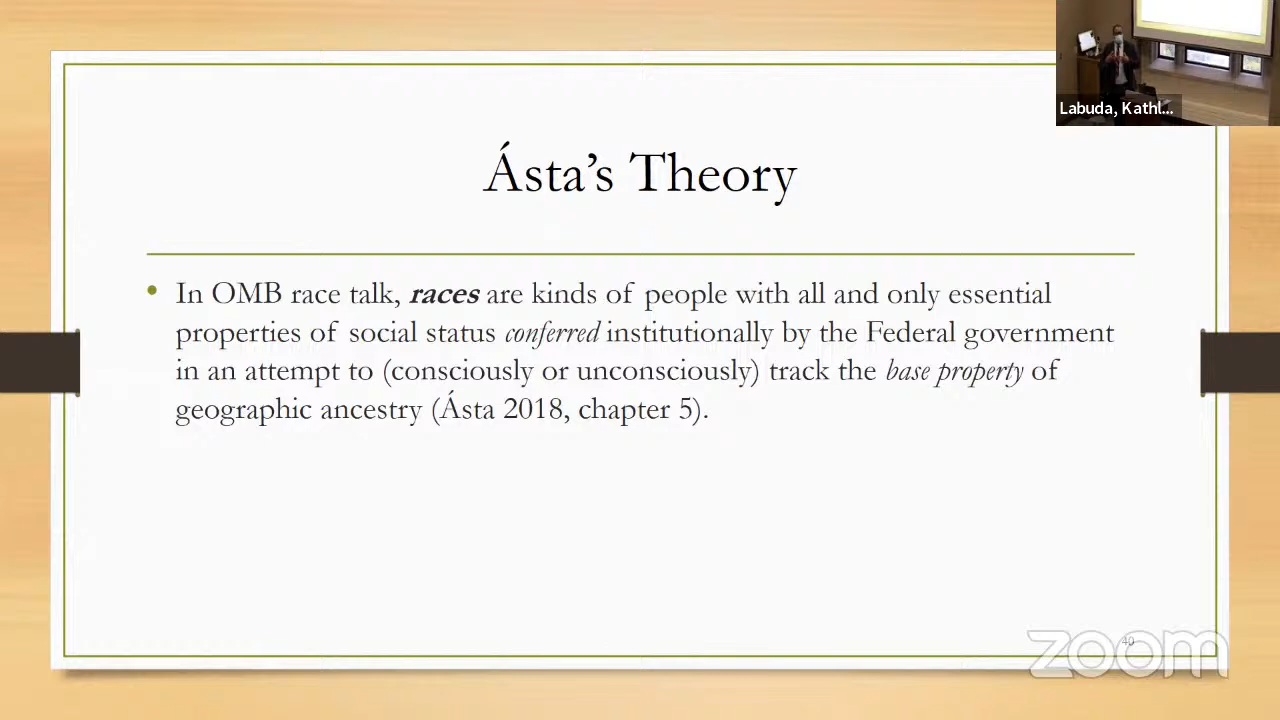 Labuda, Kathl...
Ásta's Theory
• In OMB race talk, races are kinds of people with all and only essential
properties of social status conferred institutionally by the Federal government
in an attempt to (consciously or unconsciously) track the base property of
geographic ancestry (Ásta 2018, chapter 5).
40
zoom